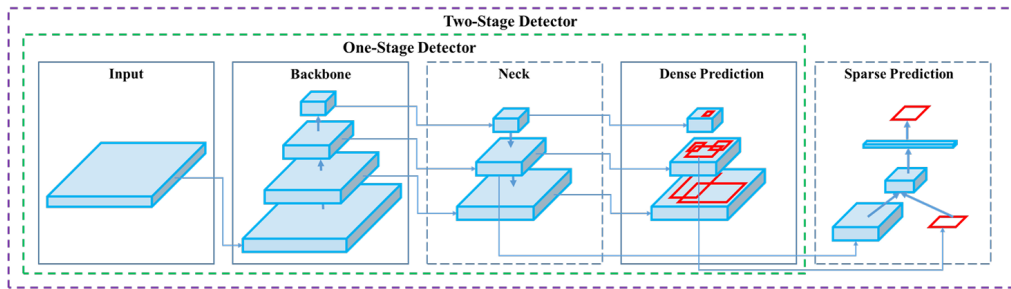 Two-Stage Detector
One-Stage Detector
Input
Backbone
Neck
Dense Prediction
Sparse Prediction